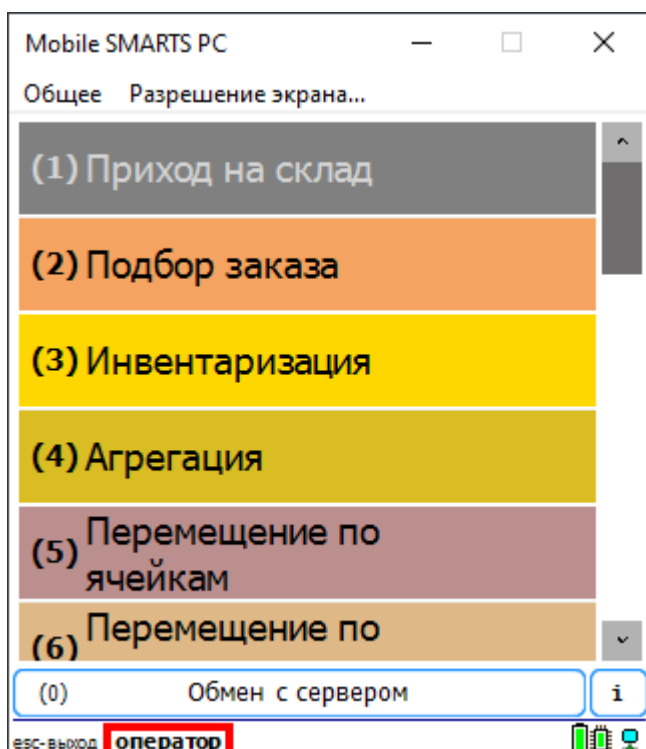 Mobile SMARTS PC
Общее Разрешение экрана...
(1) Приход на склад
(2) Подбор заказа
(3) Инвентаризация
(4) Агрегация
(5) Перемещение по
ячейкам
(6) Перемещение по
(0) Обмен с сервером i
esc-выход оператор